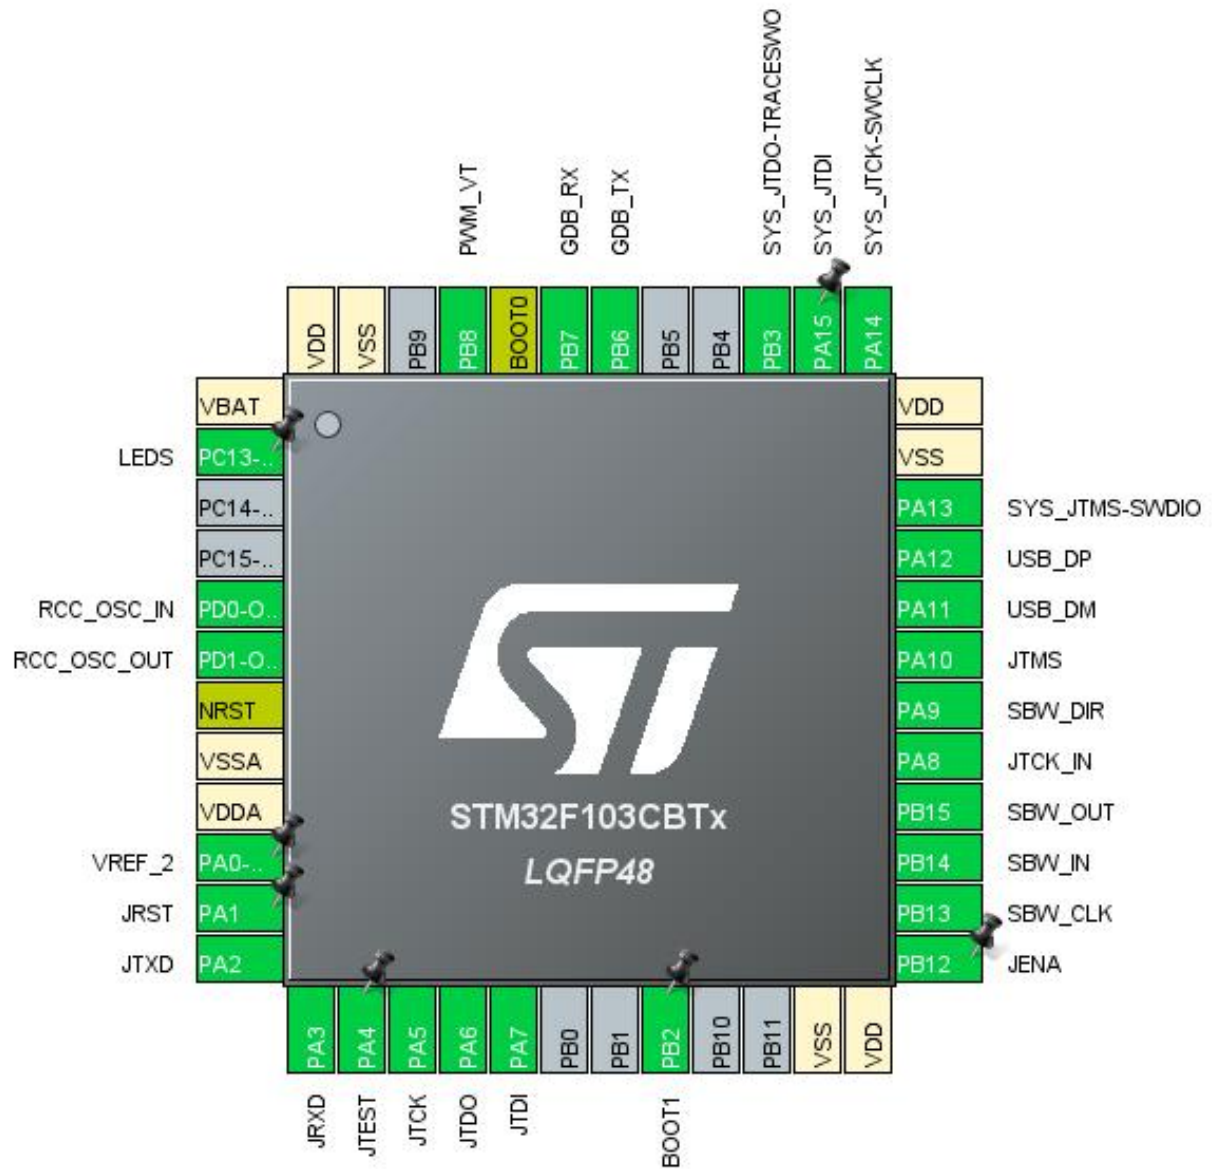 SYS_JTDO-TRACESWO
SYS_JTCK-SWCLK
PWM_VT
GDB_RX
GDB_TX
SYS_JTDI
VDD
VSS
PB9
PB8
BOOT0
PB7
PB6
PB5
PB4
PB3
PA15
PA14
VBAT
LEDS PC13-..
PC14-..
PC15-..
RCC_OSC_IN PD0-O..
RCC_OSC_OUT PD1-O..
NRST
VSSA
VDDA
VREF_2 PA0-..
JRST PA1
JTXD PA2
ST
STM32F103CBTx
LQFP48
VDD
VSS
PA13 SYS_JTMS-SWDIO
PA12 USB_DP
PA11 USB_DM
PA10 JTMS
PA9 SBW_DIR
PA8 JTCK_IN
PB15 SBW_OUT
PB14 SBW_IN
PB13 SBW_CLK
PB12 JENA
PA3
PA4
PA5
PA6
PA7
PB0
PB1
PB2
PB10
PB11
VSS
VDD
JRXD
JTEST
JTCK
JTDO
JTDI
BOOT1